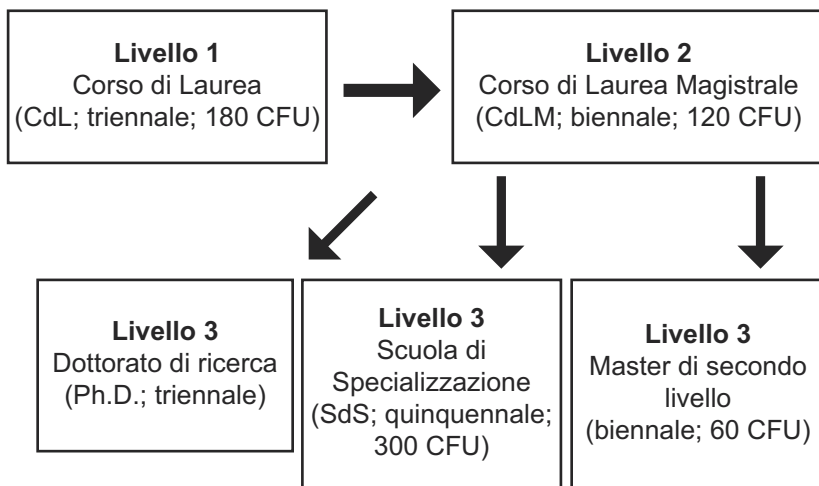 Livello 1
Corso di Laurea
(CdL; triennale; 180 CFU)
Livello 2
Corso di Laurea Magistrale
(CdLM; biennale; 120 CFU)
Livello 3
Dottorato di ricerca
(Ph.D.; triennale)
Livello 3
Scuola di
Specializzazione
(SdS; quinquennale;
300 CFU)
Livello 3
Master di secondo
livello
(biennale; 60 CFU)